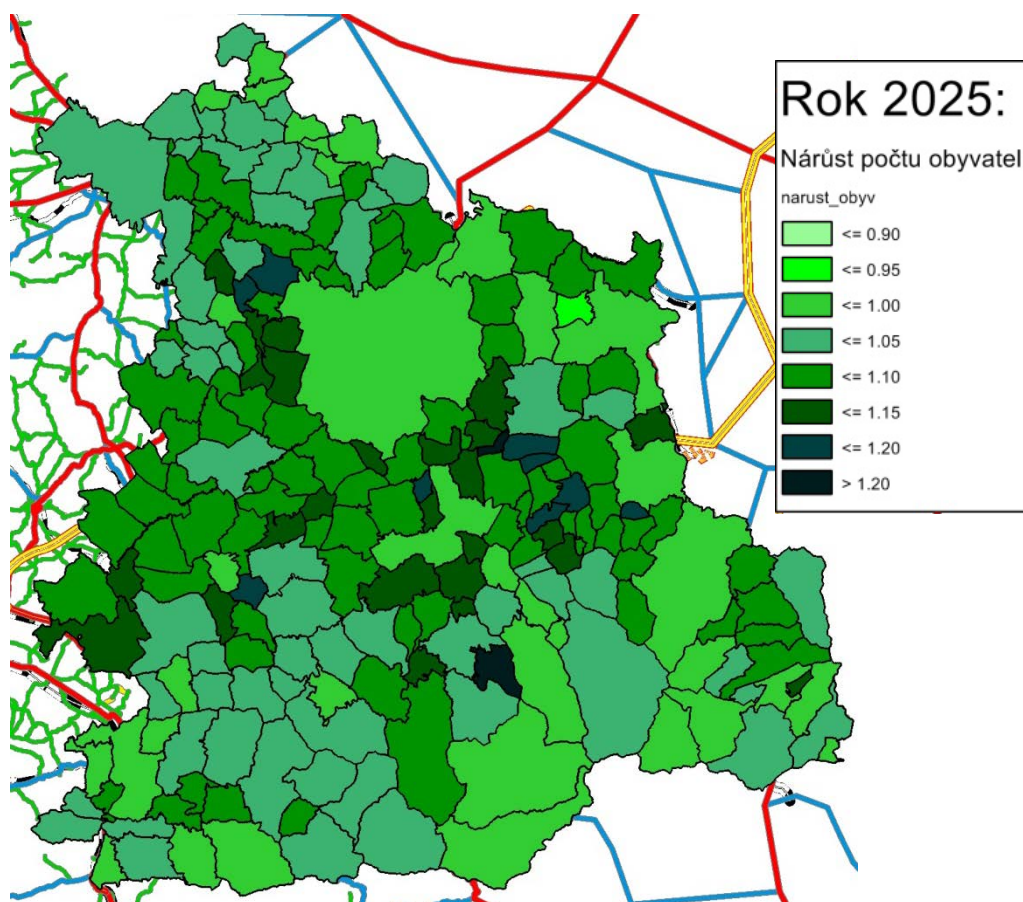 Rok 2025:
Nárůst počtu obyvatel
narust_obyv
<= 0.90
<= 0.95
<= 1.00
<= 1.05
<= 1.10
<= 1.15
<= 1.20
> 1.20